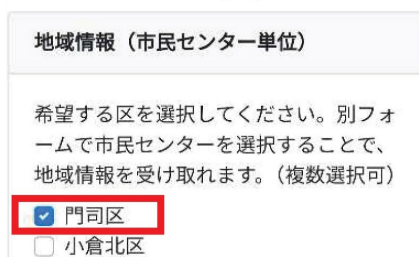 地域情報（市民センター単位）
希望する区を選択してください。別フォ
ームで市民センターを選択することで、
地域情報を受け取れます。（複数選択可）
門司区
小倉北区